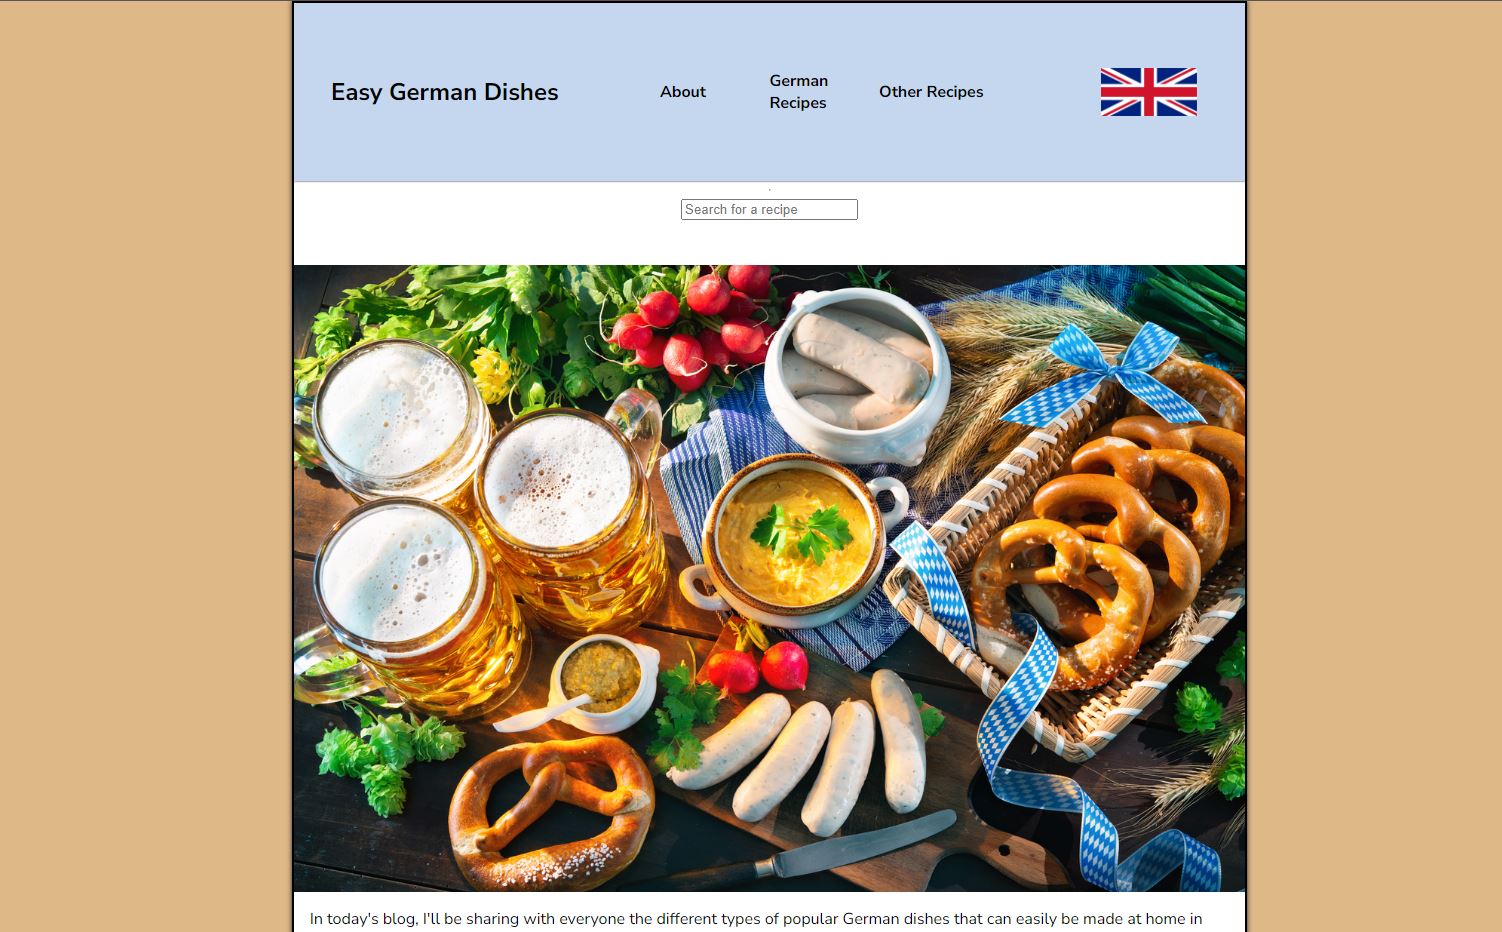 Easy German Dishes
About
German
Recipes
Other Recipes
Search for a recipe
In today's blog, I'll be sharing with everyone the different types of popular German dishes that can easily be made at home in